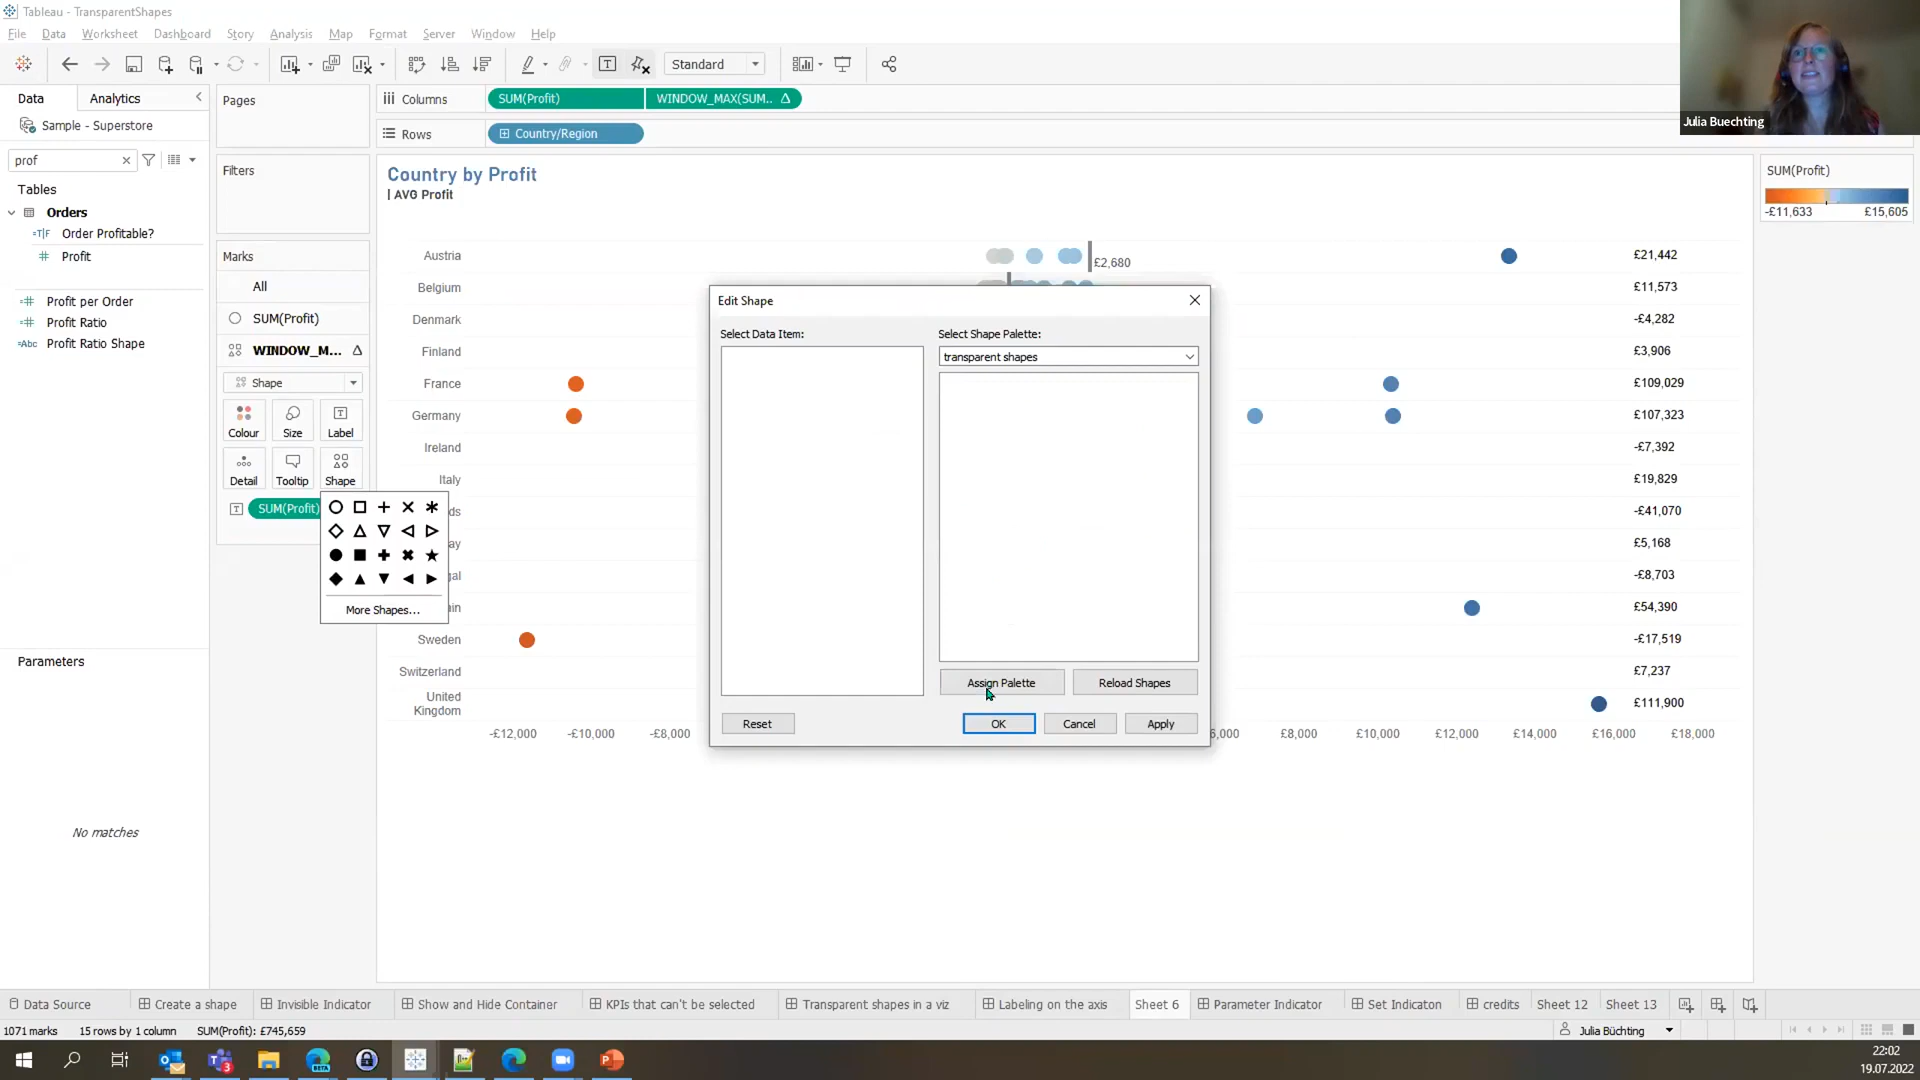 Tableau - TransparentShapes
File Data Worksheet Dashboard Story Analysis Map Format Server Window Help
Standard
Data Analytics
Sample - Superstore
prof
Tables
Orders
=T|F Order Profitable?
Profit
Profit per Order
Profit Ratio
=Abc Profit Ratio Shape
Parameters
No matches
Pages
Filters
Marks
All
SUM(Profit)
WINDOW_M...
Shape
Colour Size Label
Detail Tooltip Shape
SUM(Profit)
More Shapes...
Columns SUM(Profit) WINDOW_MAX(SUM..
Rows Country/Region
Country by Profit
| AVG Profit
Austria £2,680 £21,442
Belgium £11,573
Denmark -£4,282
Finland £3,906
France £109,029
Germany £107,323
Ireland -£7,392
Italy £19,829
ds -£41,070
ay £5,168
gal -£8,703
ain £54,390
Sweden -£17,519
Switzerland £7,237
United
Kingdom £111,900
-£12,000 -£10,000 -£8,000 6,000 £8,000 £10,000 £12,000 £14,000 £16,000 £18,000
Edit Shape
Select Data Item: Select Shape Palette:
transparent shapes
Assign Palette Reload Shapes
Reset OK Cancel Apply
Julia Buechting
SUM(Profit)
-£11,633 £15,605
Data Source Create a shape Invisible Indicator Show and Hide Container KPIs that can't be selected Transparent shapes in a viz Labeling on the axis Sheet 6 Parameter Indicator Set Indicaton credits Sheet 12 Sheet 13
1071 marks 15 rows by 1 column SUM(Profit): £745,659 Julia Büchting
BETA
3
22:02
19.07.2022